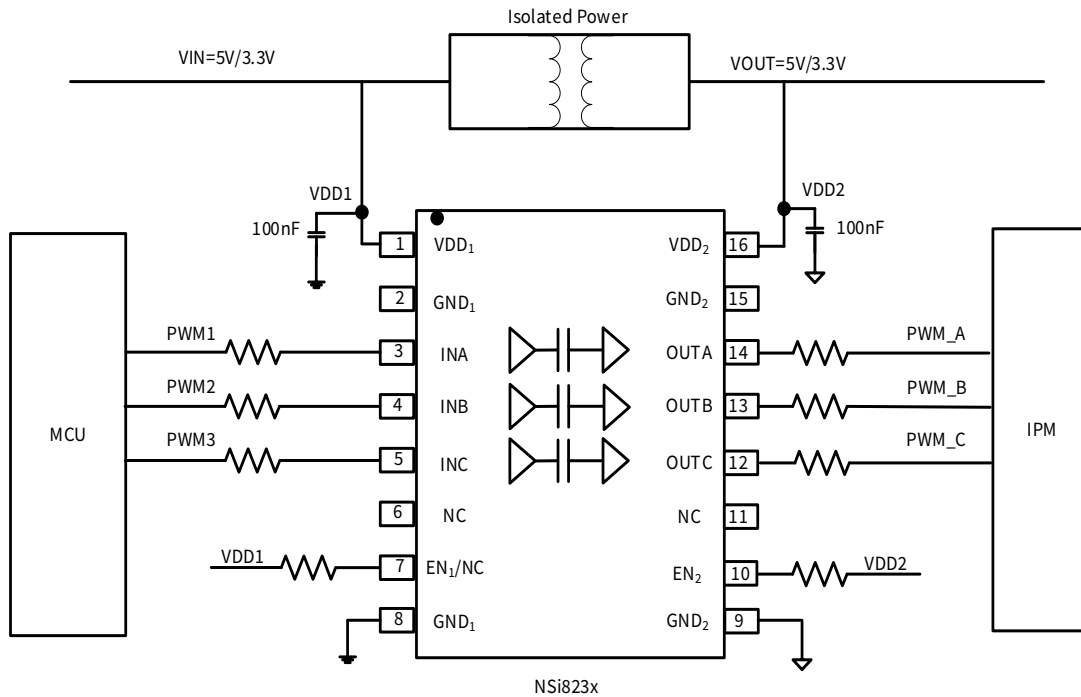 Isolated Power
VIN=5V/3.3V
VOUT=5V/3.3V
VDD1
VDD2
100nF
100nF
1
VDD₁
VDD₂
16
2
GND₁
GND₂
15
PWM1
3
INA
OUTA
14
PWM_A
PWM2
4
INB
OUTB
13
PWM_B
MCU
IPM
PWM3
5
INC
OUTC
12
PWM_C
6
NC
NC
11
VDD1
7
EN₁/NC
EN₂
10
VDD2
8
GND₁
GND₂
9
NSi823x